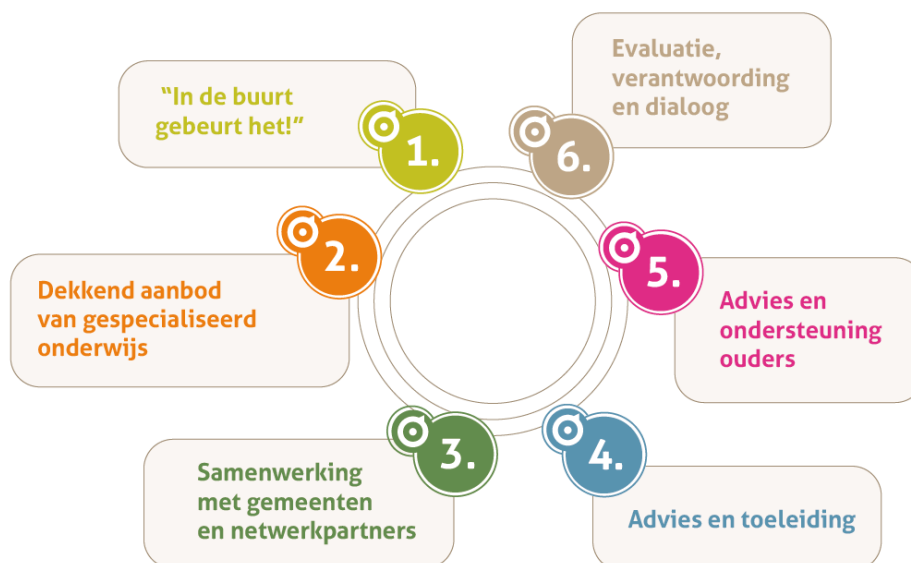 1.
“In de buurt
gebeurt het!”
2.
Dekkend aanbod
van gespecialiseerd
onderwijs
3.
Samenwerking
met gemeenten
en netwerkpartners
4.
Advies en toeleiding
5.
Advies en
ondersteuning
ouders
6.
Evaluatie,
verantwoording
en dialoog